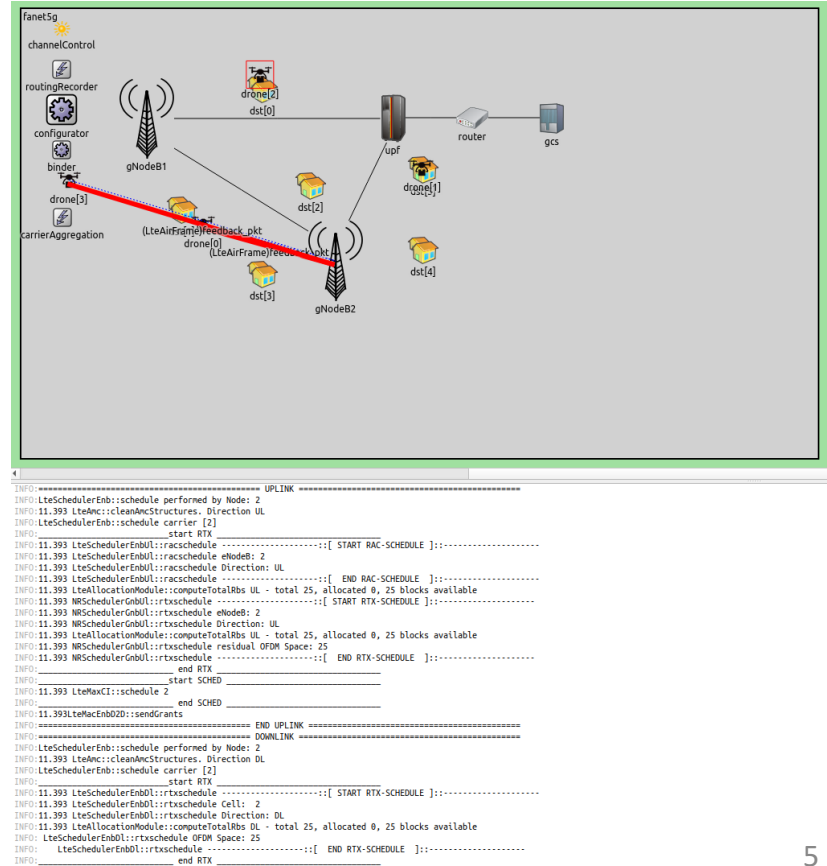 fanet5g
channelControl
routingRecorder
configurator
binder
drone[3]
carrierAggregation
gNodeB1
drone[2]
dst[0]
upf
router
gcs
drone[1]
dst[2]
(LteAirFrame)feedback_pkt
drone[0]
(LteAirFrame)feedback_pkt
dst[4]
dst[3]
gNodeB2
INFO:============================================== UPLINK ==============================================
INFO:LteSchedulerEnb::schedule performed by Node: 2
INFO:11.393 LteAmc::cleanAmcStructures. Direction UL
INFO:LteSchedulerEnb::schedule carrier [2]
INFO:___________________________start RTX __________________________________
INFO:11.393 LteSchedulerEnbUl::racschedule --------------------::[ START RAC-SCHEDULE ]::--------------------
INFO:11.393 LteSchedulerEnbUl::racschedule eNodeB: 2
INFO:11.393 LteSchedulerEnbUl::racschedule Direction: UL
INFO:11.393 LteSchedulerEnbUl::racschedule --------------------::[  END RAC-SCHEDULE  ]::--------------------
INFO:11.393 LteAllocationModule::computeTotalRbs UL - total 25, allocated 0, 25 blocks available
INFO:11.393 NRSchedulerGnbUl::rtxschedule --------------------::[ START RTX-SCHEDULE ]::--------------------
INFO:11.393 NRSchedulerGnbUl::rtxschedule eNodeB: 2
INFO:11.393 NRSchedulerGnbUl::rtxschedule Direction: UL
INFO:11.393 LteAllocationModule::computeTotalRbs UL - total 25, allocated 0, 25 blocks available
INFO:11.393 NRSchedulerGnbUl::rtxschedule residual OFDM Space: 25
INFO:11.393 NRSchedulerGnbUl::rtxschedule --------------------::[  END RTX-SCHEDULE  ]::--------------------
INFO:____________________________ end RTX __________________________________
INFO:___________________________start SCHED ________________________________
INFO:11.393 LteMaxCI::schedule 2
INFO:____________________________ end SCHED ________________________________
INFO:11.393LteMacEnbD2D::sendGrants
INFO:============================================ END UPLINK ============================================
INFO:============================================ DOWNLINK ==============================================
INFO:LteSchedulerEnb::schedule performed by Node: 2
INFO:11.393 LteAmc::cleanAmcStructures. Direction DL
INFO:LteSchedulerEnb::schedule carrier [2]
INFO:___________________________start RTX __________________________________
INFO:11.393 LteSchedulerEnbDl::rtxschedule --------------------::[ START RTX-SCHEDULE ]::--------------------
INFO:11.393 LteSchedulerEnbDl::rtxschedule Cell:  2
INFO:11.393 LteSchedulerEnbDl::rtxschedule Direction: DL
INFO:11.393 LteAllocationModule::computeTotalRbs DL - total 25, allocated 0, 25 blocks available
INFO: LteSchedulerEnbDl::rtxschedule OFDM Space: 25
INFO:    LteSchedulerEnbDl::rtxschedule --------------------::[  END RTX-SCHEDULE  ]::--------------------
INFO:____________________________ end RTX __________________________________
5